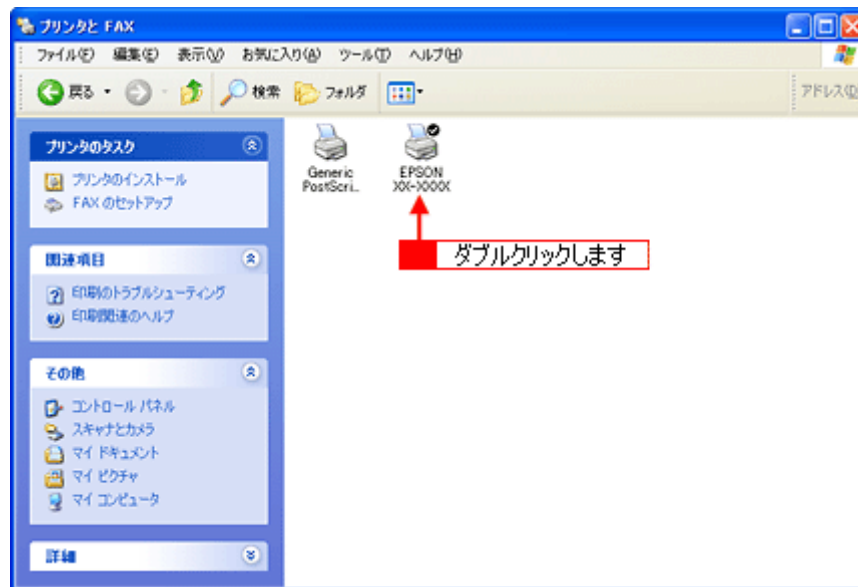 プリンタと FAX
ファイル(F) 編集(E) 表示(V) お気に入り(A) ツール(T) ヘルプ(H)
戻る 検索 フォルダ アドレス(D
プリンタのタスク
プリンタのインストール
FAX のセットアップ
関連項目
印刷のトラブルシューティング
印刷関連のヘルプ
その他
コントロール パネル
スキャナとカメラ
マイ ドキュメント
マイ ピクチャ
マイ コンピュータ
詳細
Generic
PostScri...
EPSON
XX-XXXX
ダブルクリックします